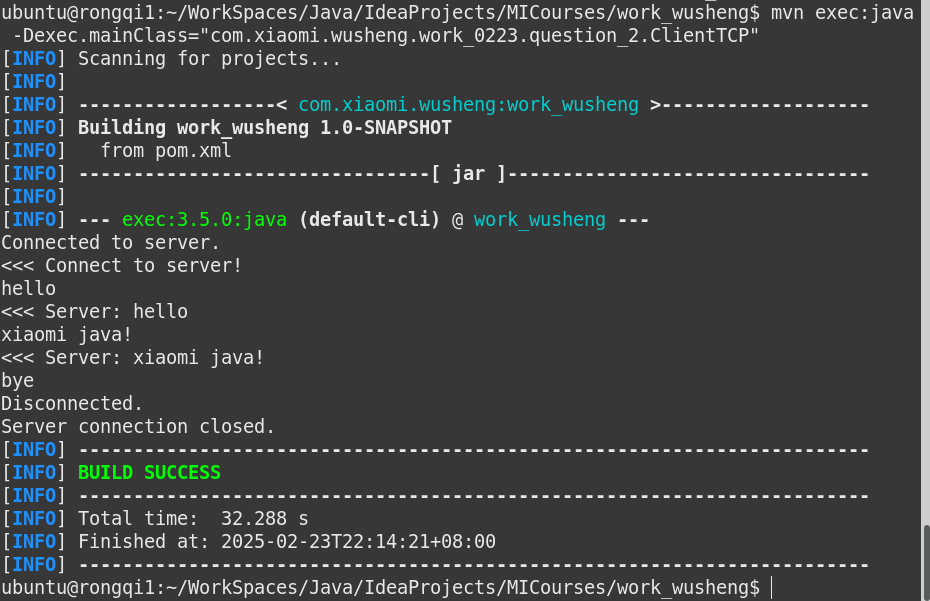 ubuntu@rongqi1:~/WorkSpaces/Java/IdeaProjects/MICourses/work_wusheng$ mvn exec:java
 -Dexec.mainClass="com.xiaomi.wusheng.work_0223.question_2.ClientTCP"
[INFO] Scanning for projects...
[INFO]
[INFO] ------------------< com.xiaomi.wusheng:work_wusheng >-------------------
[INFO] Building work_wusheng 1.0-SNAPSHOT
[INFO]   from pom.xml
[INFO] --------------------------------[ jar ]---------------------------------
[INFO]
[INFO] --- exec:3.5.0:java (default-cli) @ work_wusheng ---
Connected to server.
<<< Connect to server!
hello
<<< Server: hello
xiaomi java!
<<< Server: xiaomi java!
bye
Disconnected.
Server connection closed.
[INFO] ------------------------------------------------------------------------
[INFO] BUILD SUCCESS
[INFO] ------------------------------------------------------------------------
[INFO] Total time:  32.288 s
[INFO] Finished at: 2025-02-23T22:14:21+08:00
[INFO] ------------------------------------------------------------------------
ubuntu@rongqi1:~/WorkSpaces/Java/IdeaProjects/MICourses/work_wusheng$